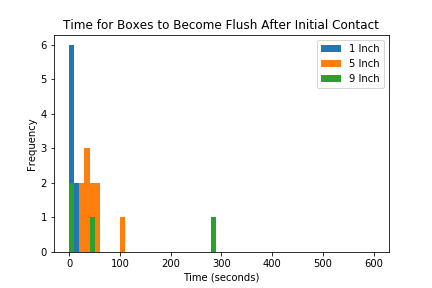 Time for Boxes to Become Flush After Initial Contact
1 Inch
5 Inch
9 Inch
6
5
4
3
2
1
0
Frequency
0 100 200 300 400 500 600
Time (seconds)